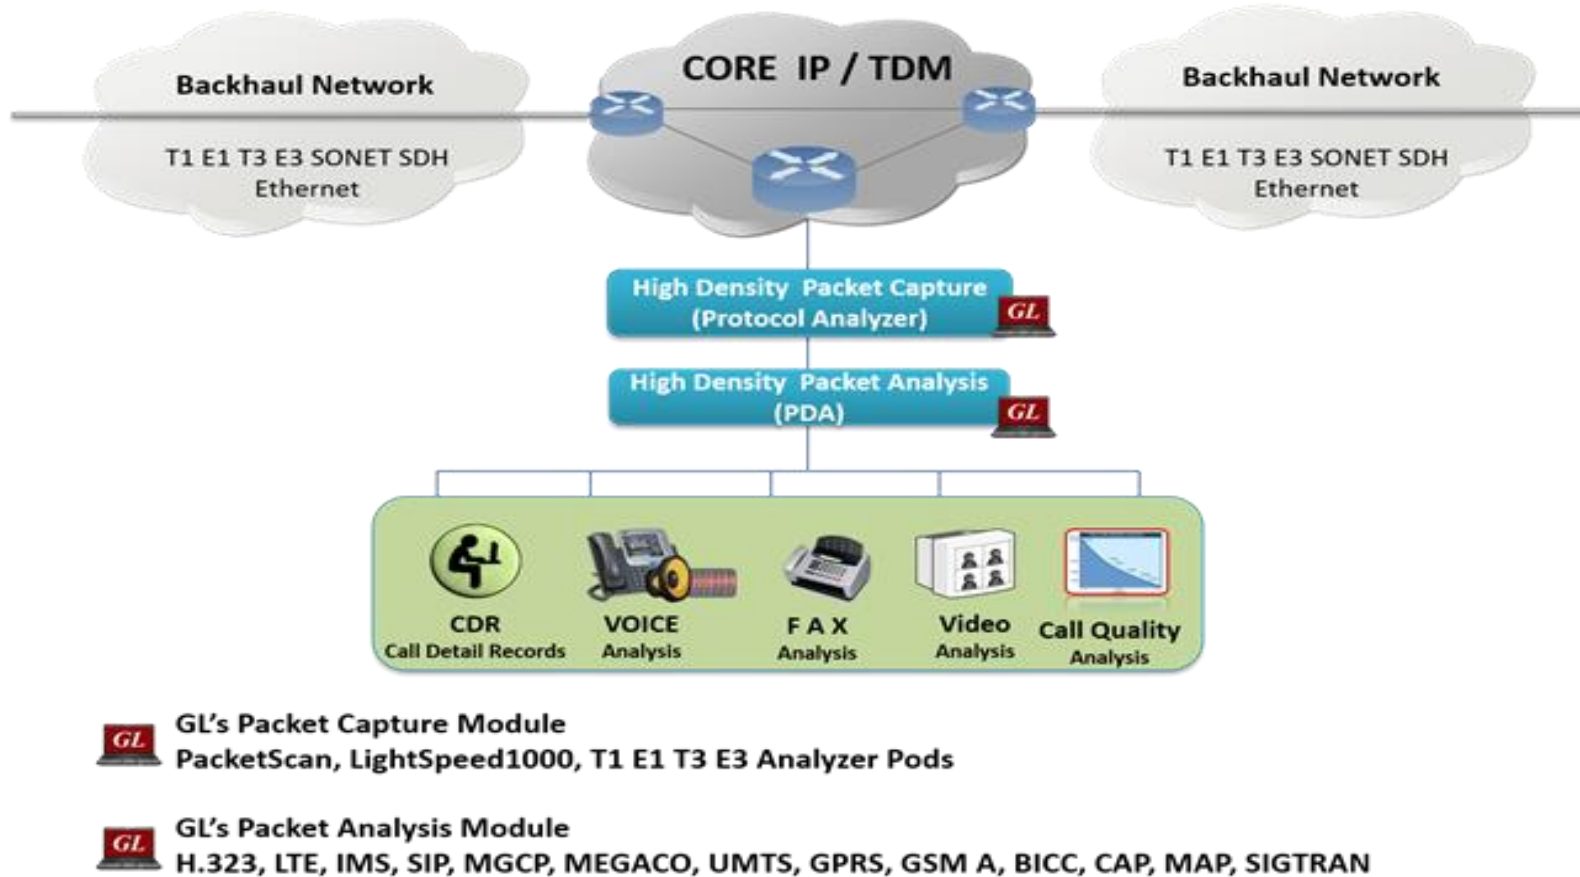 Backhaul Network
T1 E1 T3 E3 SONET SDH
Ethernet
CORE IP / TDM
Backhaul Network
T1 E1 T3 E3 SONET SDH
Ethernet
High Density Packet Capture
(Protocol Analyzer)
GL
High Density Packet Analysis
(PDA)
GL
CDR
Call Detail Records
VOICE
Analysis
F A X
Analysis
Video
Analysis
Call Quality
Analysis
GL
GL’s Packet Capture Module
PacketScan, LightSpeed1000, T1 E1 T3 E3 Analyzer Pods
GL
GL’s Packet Analysis Module
H.323, LTE, IMS, SIP, MGCP, MEGACO, UMTS, GPRS, GSM A, BICC, CAP, MAP, SIGTRAN